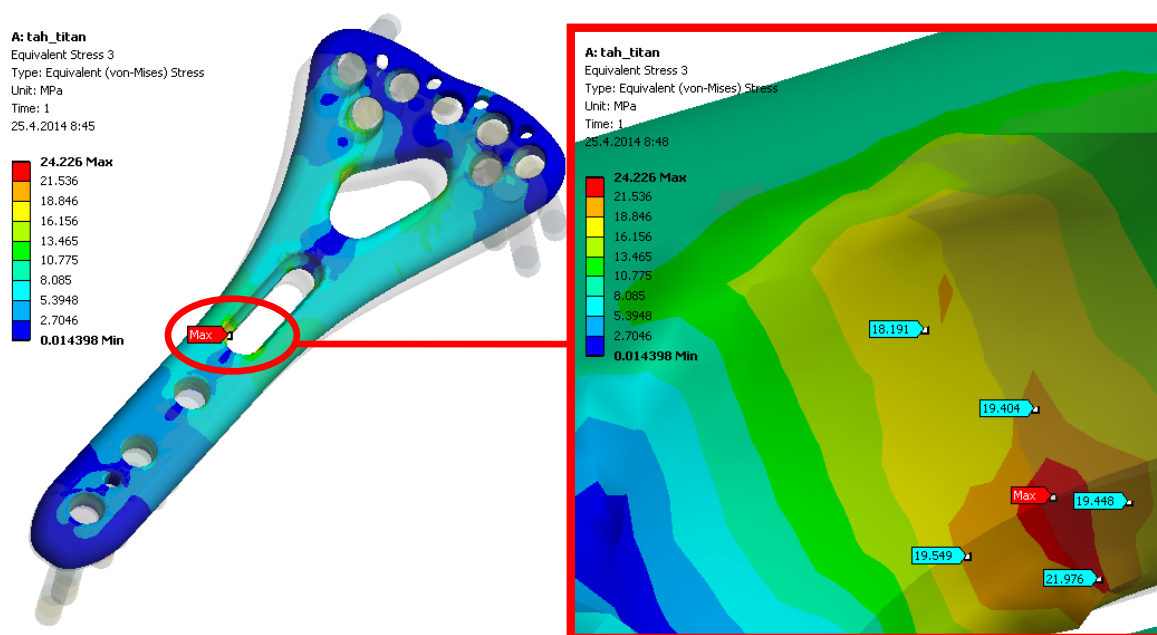 A: tah_titan
Equivalent Stress 3
Type: Equivalent (von-Mises) Stress
Unit: MPa
Time: 1
25.4.2014 8:45
24.226 Max
21.536
18.846
16.156
13.465
10.775
8.085
5.3948
2.7046
0.014398 Min
Max
A: tah_titan
Equivalent Stress 3
Type: Equivalent (von-Mises) Stress
Unit: MPa
Time: 1
25.4.2014 8:48
24.226 Max
21.536
18.846
16.156
13.465
10.775
8.085
5.3948
2.7046
0.014398 Min
18.191
19.404
Max
19.448
19.549
21.976